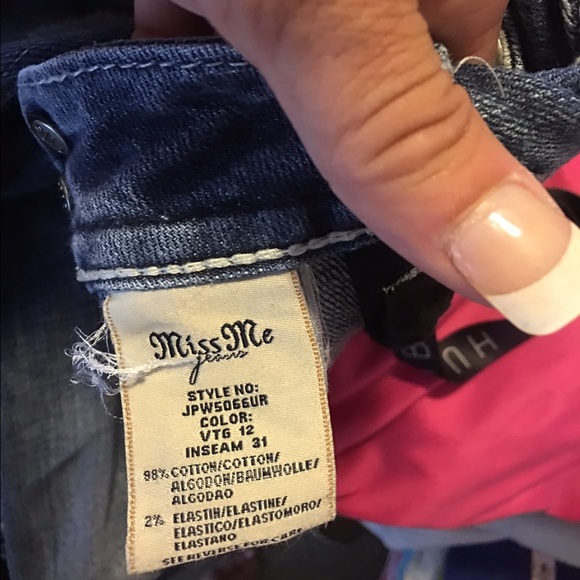 Miss Me
jeans
STYLE NO:
JPW5066UR
COLOR:
VTG 12
INSEAM 31
98% COTTON/COTTON/
ALGODON/BAUMWOLLE/
ALGODAO
2% ELASTIN/ELASTINE/
ELASTICO/ELASTOMORO/
ELASTANO
SEE REVERSE FOR CARE.
HU